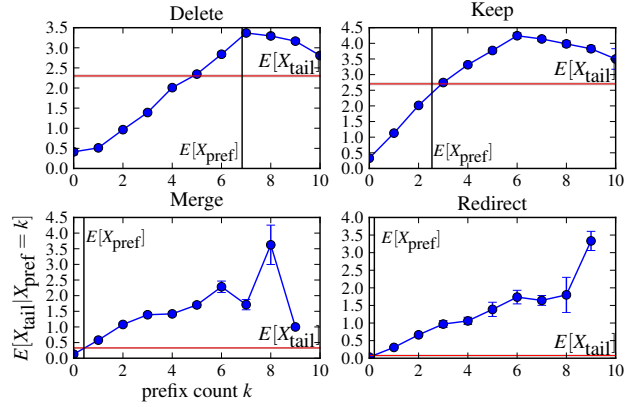 Delete
3.5
3.0
2.5
2.0
1.5
1.0
0.5
0.0
E[X_tail]
E[X_pref]
0 2 4 6 8 10
Keep
4.5
4.0
3.5
3.0
2.5
2.0
1.5
1.0
0.5
0.0
E[X_tail]
E[X_pref]
0 2 4 6 8 10
Merge
4.5
4.0
3.5
3.0
2.5
2.0
1.5
1.0
0.5
0.0
E[X_pref]
E[X_tail]
0 2 4 6 8 10
E[X_tail|X_pref = k]
prefix count k
Redirect
4.0
3.5
3.0
2.5
2.0
1.5
1.0
0.5
0.0
E[X_pref]
E[X_tail]
0 2 4 6 8 10